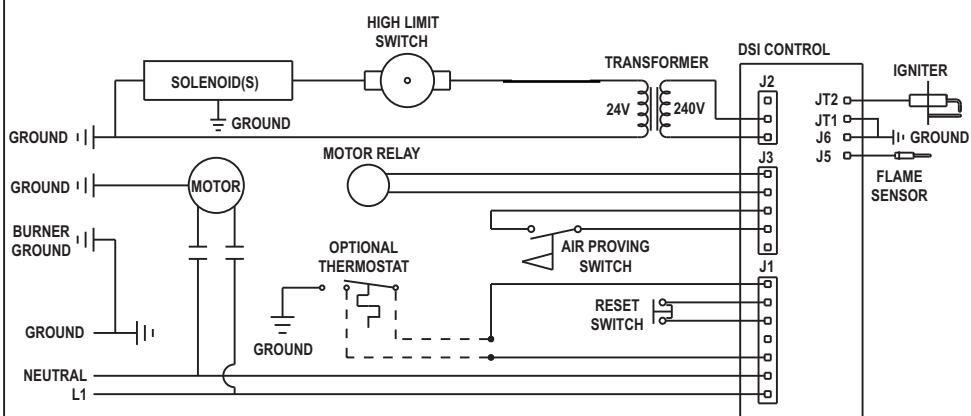 HIGH LIMIT
SWITCH
SOLENOID(S)
GROUND
TRANSFORMER
24V
240V
DSI CONTROL
J2
JT2
JT1
J6
J5
IGNITER
GROUND
FLAME
SENSOR
GROUND
MOTOR RELAY
J3
GROUND
MOTOR
BURNER
GROUND
AIR PROVING
SWITCH
OPTIONAL
THERMOSTAT
J1
RESET
SWITCH
GROUND
GROUND
NEUTRAL
L1